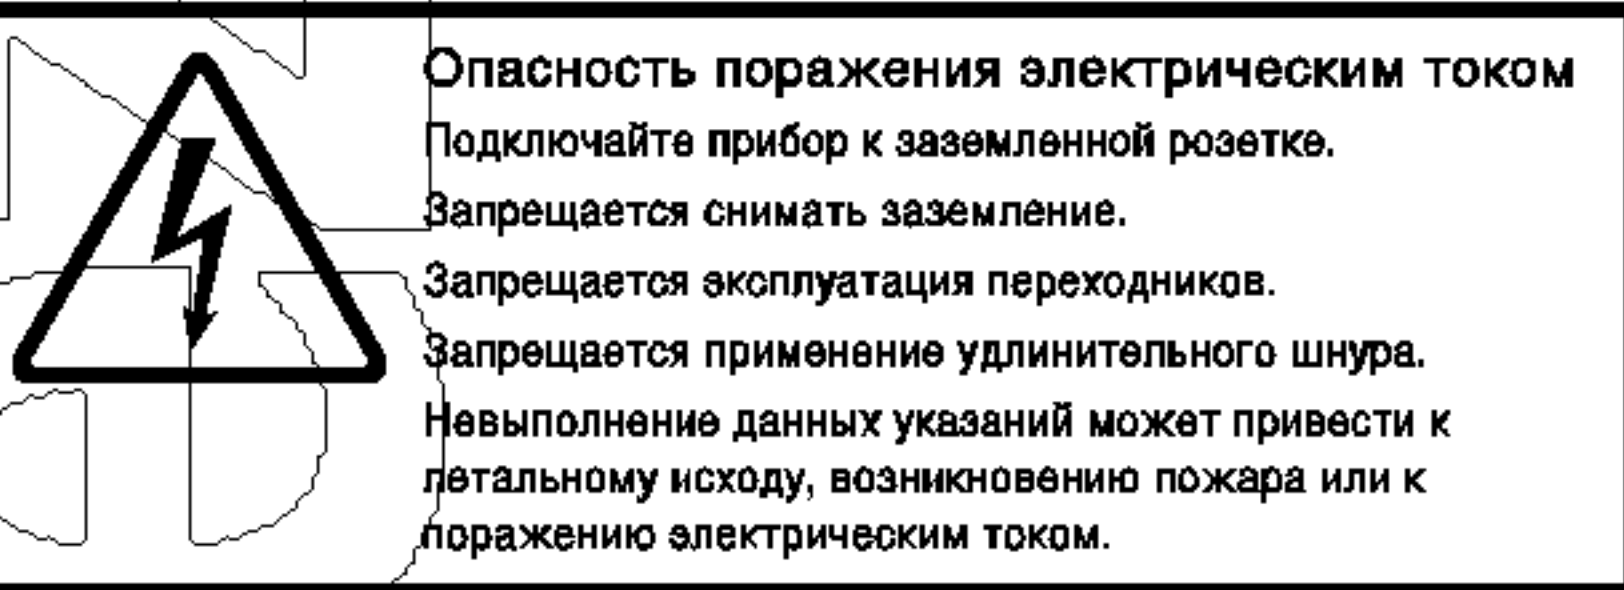 Опасность поражения электрическим током
Подключайте прибор к заземленной розетке.
Запрещается снимать заземление.
Запрещается эксплуатация переходников.
Запрещается применение удлинительного шнура.
Невыполнение данных указаний может привести к
летальному исходу, возникновению пожара или к
поражению электрическим током.